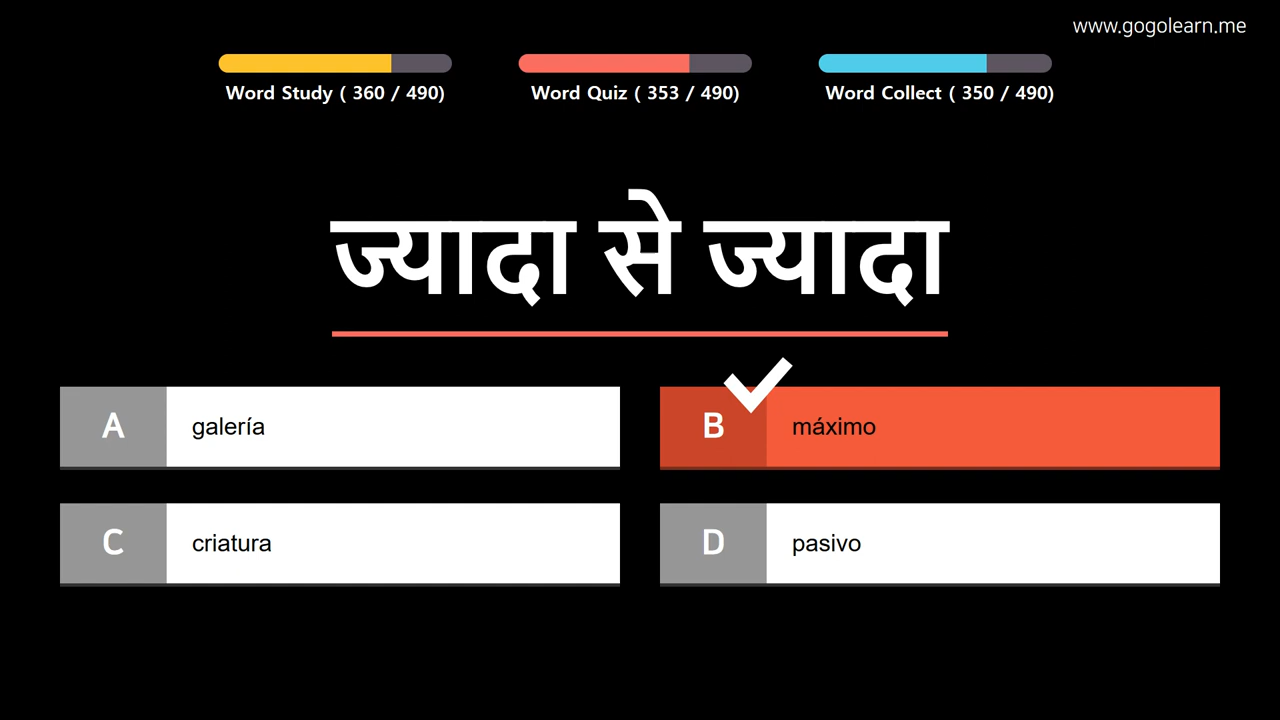 www.gogolearn.me
Word Study ( 360 / 490)
Word Quiz ( 353 / 490)
Word Collect ( 350 / 490)
ज्यादा से ज्यादा
A galería
B máximo
C criatura
D pasivo